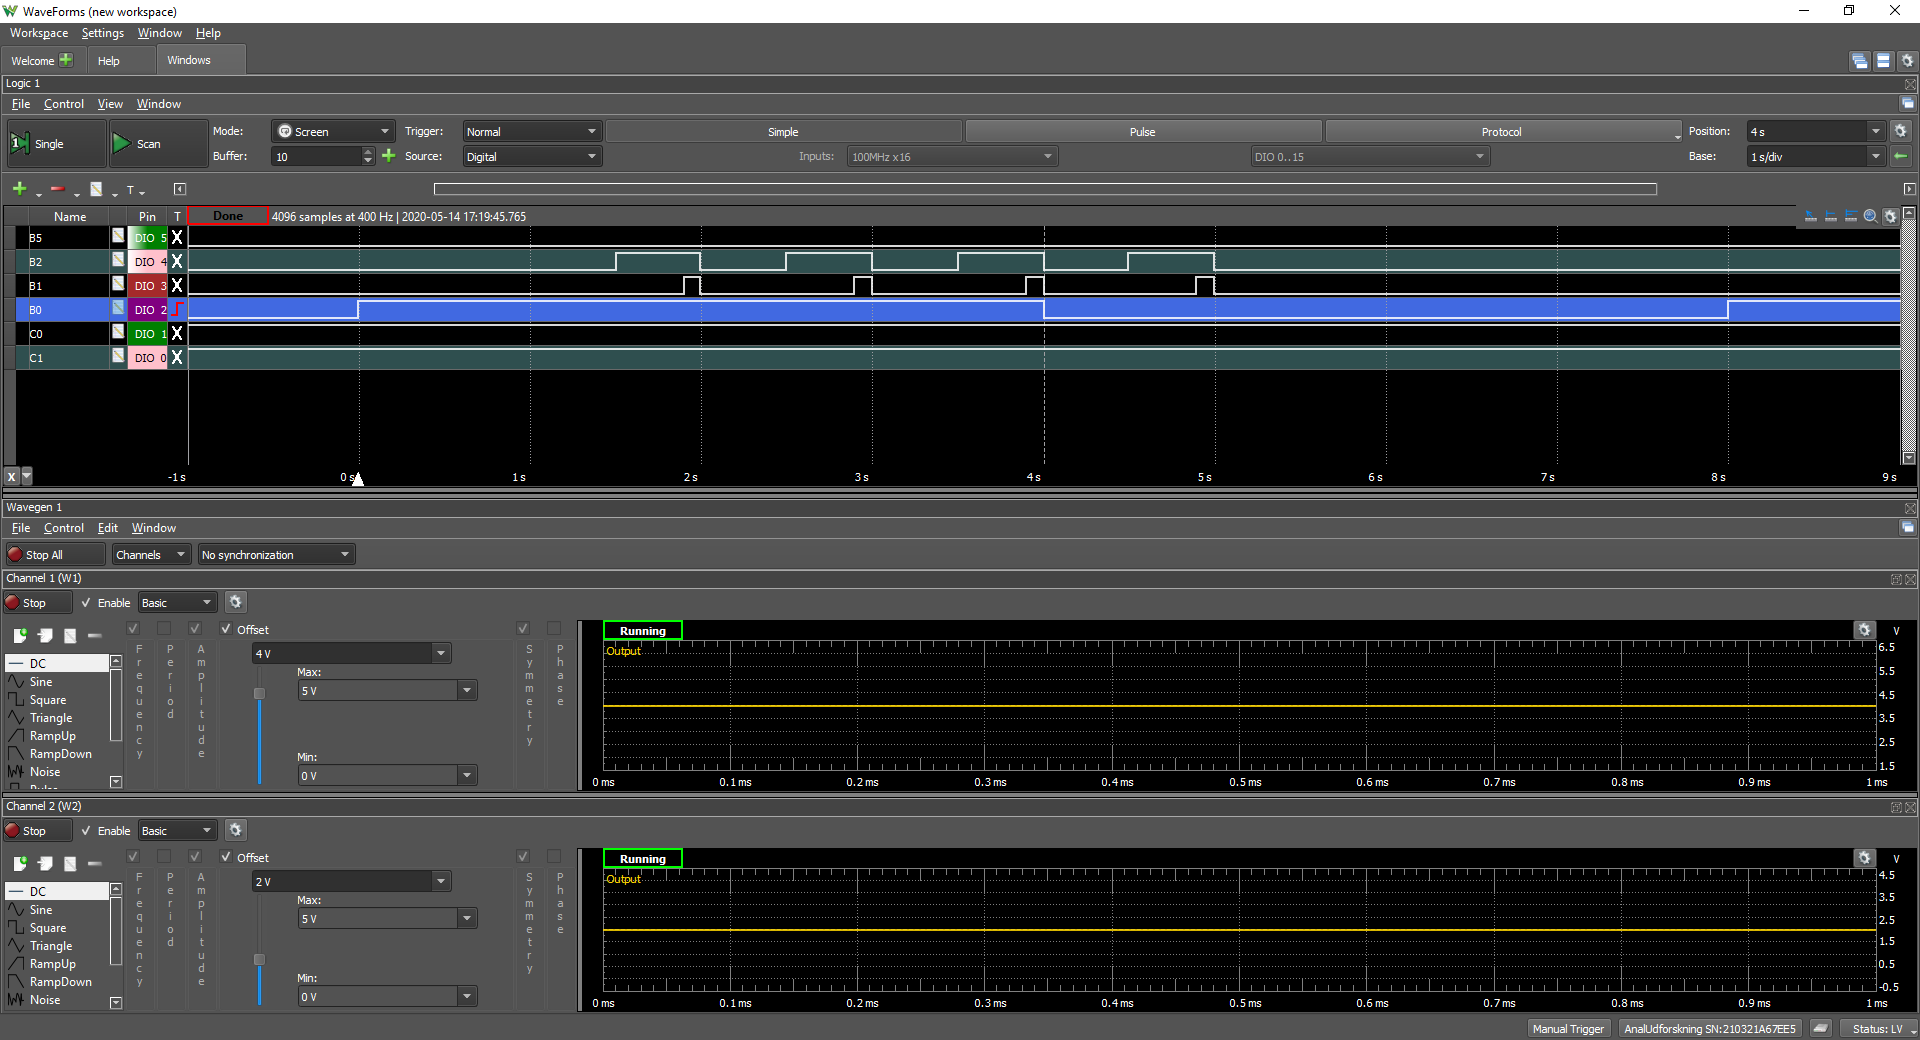 WaveForms (new workspace)
Workspace Settings Window Help
Welcome Help Windows
Logic 1
File Control View Window
Single Scan Mode: Screen Trigger: Normal Simple Pulse Protocol Position: 4 s
Buffer: 10 Source: Digital Inputs: 100MHz x16 DIO 0..15 Base: 1 s/div
T
Name Pin T Done 4096 samples at 400 Hz | 2020-05-14 17:19:45.765
B5 DIO 5 X
B2 DIO 4 X
B1 DIO 3 X
B0 DIO 2
C0 DIO 1 X
C1 DIO 0 X
X -1 s 0 s 1 s 2 s 3 s 4 s 5 s 6 s 7 s 8 s 9 s
Wavegen 1
File Control Edit Window
Stop All Channels No synchronization
Channel 1 (W1)
Stop Enable Basic
Offset
Frequency Period Amplitude Symmetry Phase
4 V
Max:
5 V
Min:
0 V
DC
Sine
Square
Triangle
RampUp
RampDown
Noise
Running V
Output
6.5
5.5
4.5
3.5
2.5
1.5
0 ms 0.1 ms 0.2 ms 0.3 ms 0.4 ms 0.5 ms 0.6 ms 0.7 ms 0.8 ms 0.9 ms 1 ms
Channel 2 (W2)
Stop Enable Basic
Offset
Frequency Period Amplitude Symmetry Phase
2 V
Max:
5 V
Min:
0 V
DC
Sine
Square
Triangle
RampUp
RampDown
Noise
Running V
Output
4.5
3.5
2.5
1.5
0.5
-0.5
0 ms 0.1 ms 0.2 ms 0.3 ms 0.4 ms 0.5 ms 0.6 ms 0.7 ms 0.8 ms 0.9 ms 1 ms
Manual Trigger AnalUdforskning SN:210321A67EE5 Status: LV